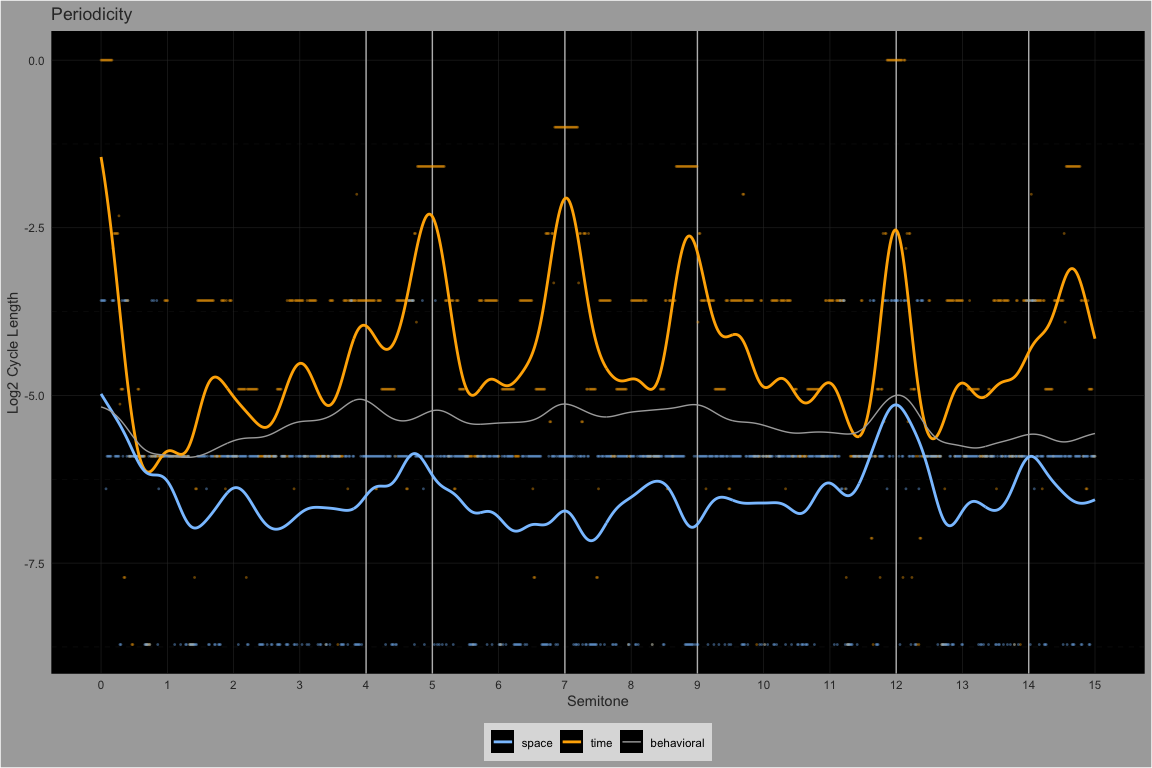 Periodicity
Log2 Cycle Length
0.0
-2.5
-5.0
-7.5
0 1 2 3 4 5 6 7 8 9 10 11 12 13 14 15
Semitone
space time behavioral